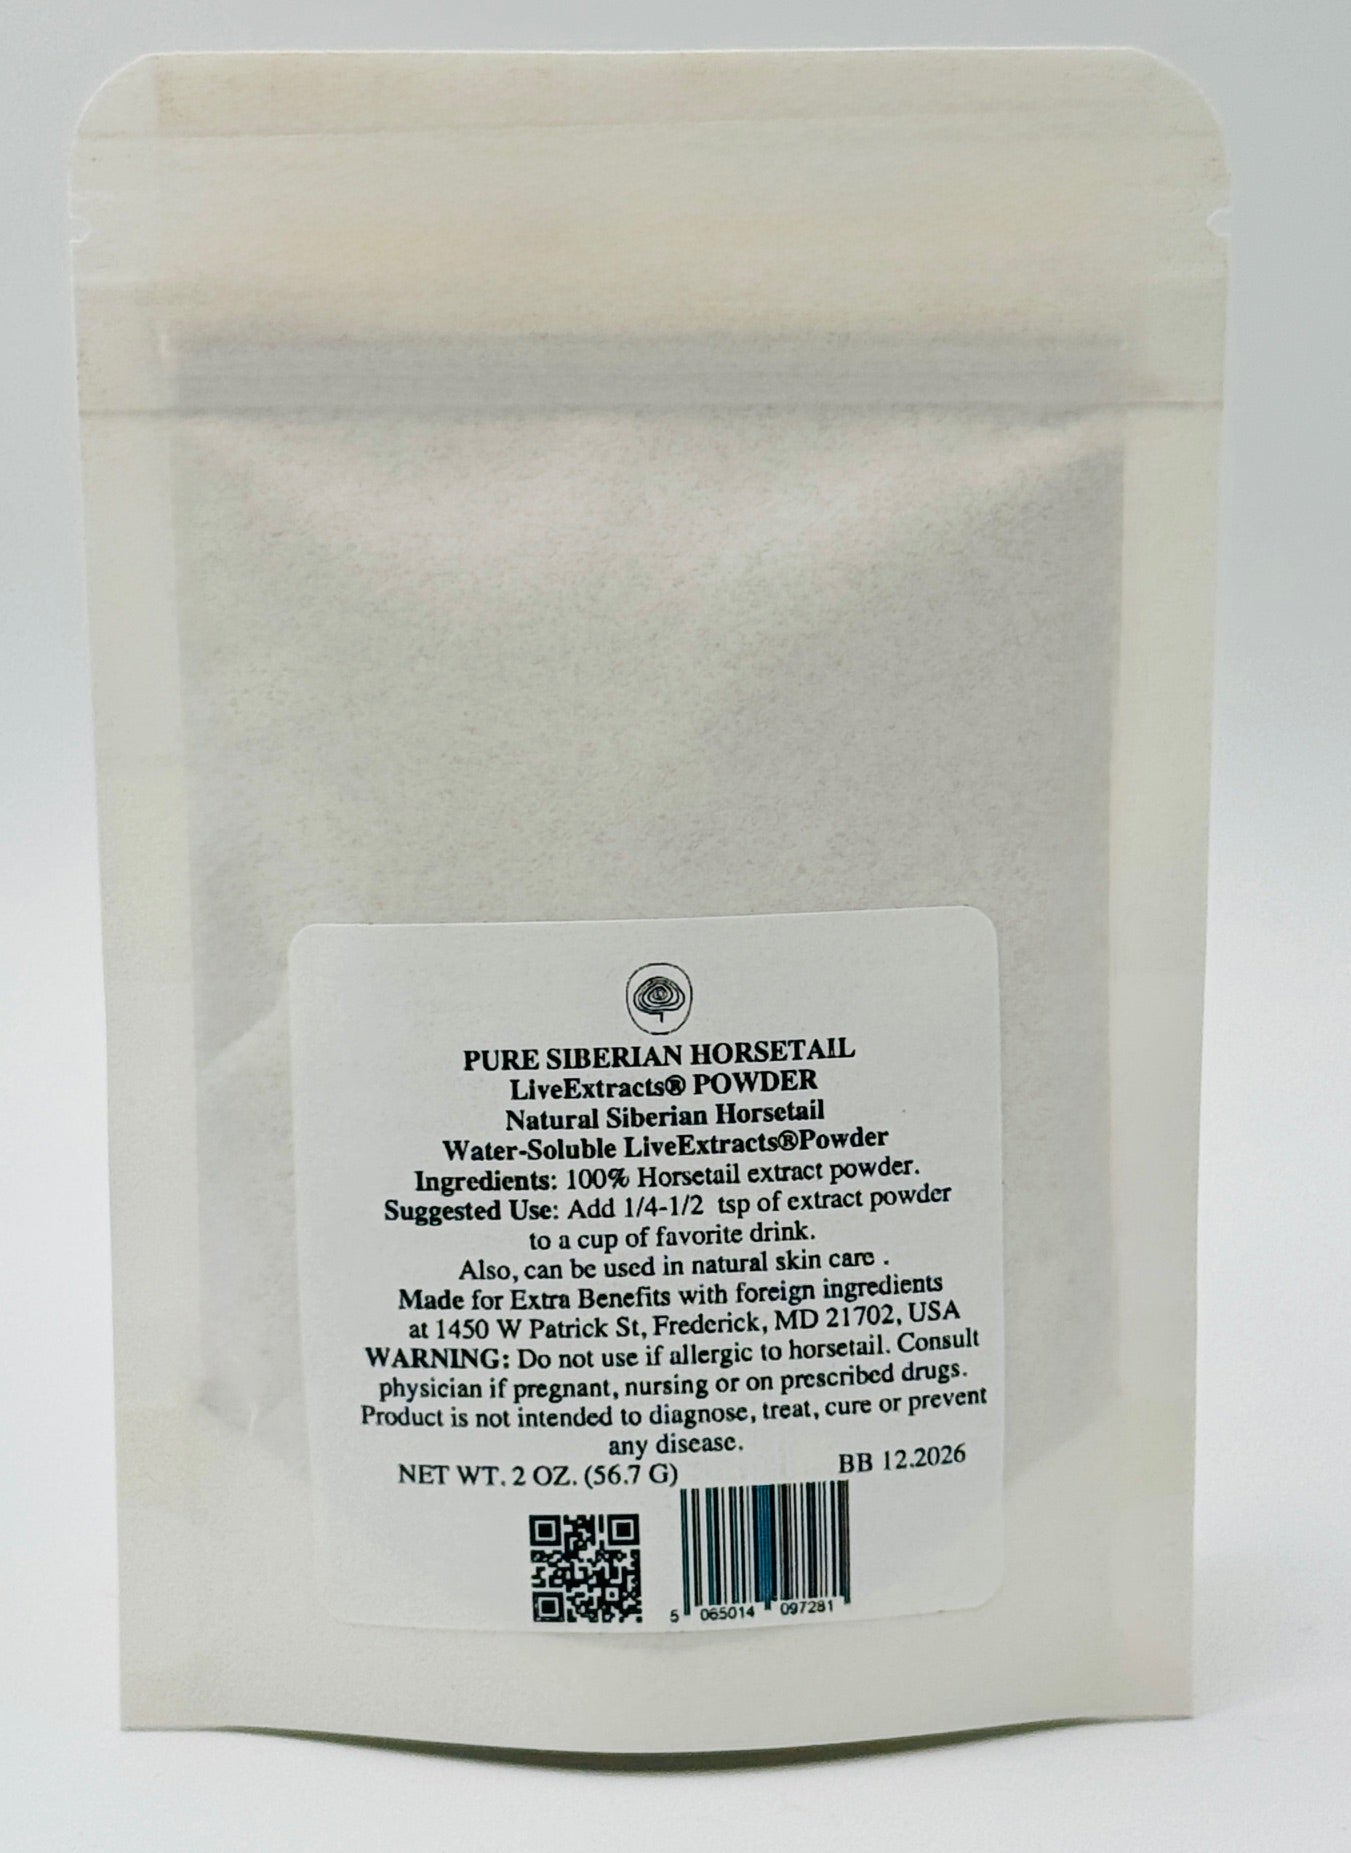 PURE SIBERIAN HORSETAIL
LiveExtracts® POWDER
Natural Siberian Horsetail
Water-Soluble LiveExtracts®Powder
Ingredients: 100% Horsetail extract powder.
Suggested Use: Add 1/4-1/2 tsp of extract powder
to a cup of favorite drink.
Also, can be used in natural skin care .
Made for Extra Benefits with foreign ingredients
at 1450 W Patrick St, Frederick, MD 21702, USA
WARNING: Do not use if allergic to horsetail. Consult
physician if pregnant, nursing or on prescribed drugs.
Product is not intended to diagnose, treat, cure or prevent
any disease.
NET WT. 2 OZ. (56.7 G) BB 12.2026
5 065014 097281